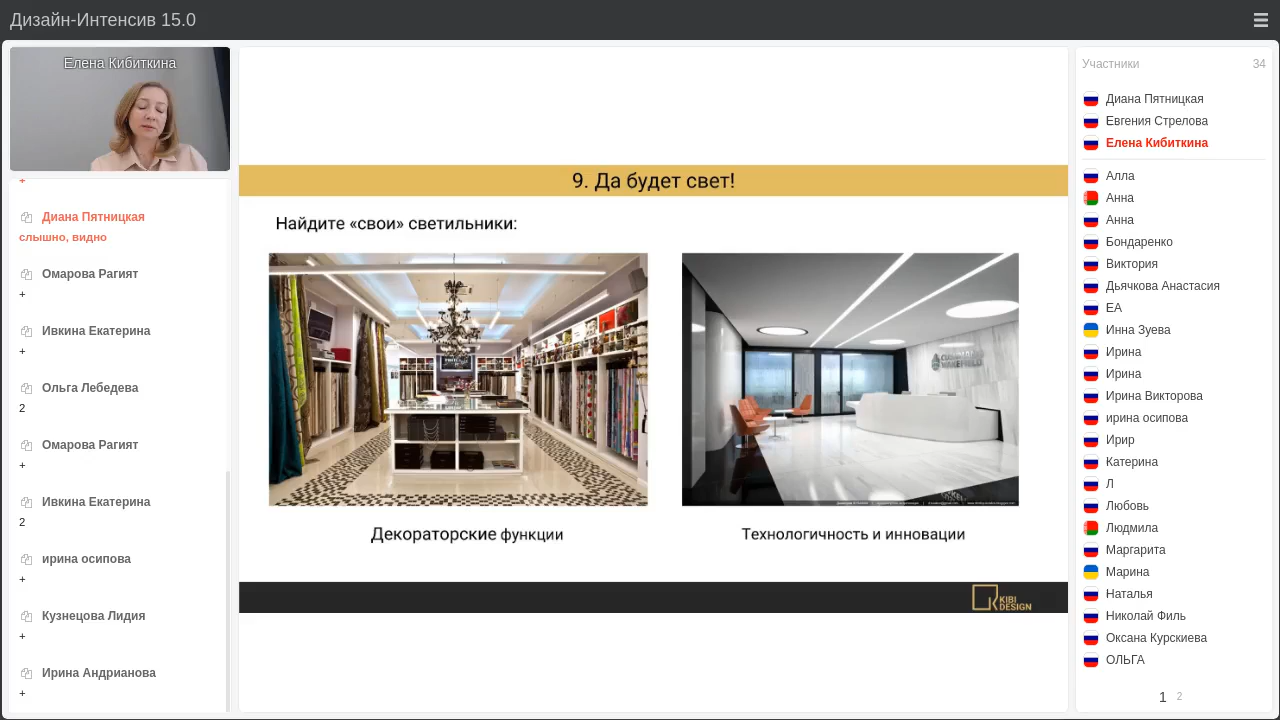 Дизайн-Интенсив 15.0
Елена Кибиткина
+
Диана Пятницкая
слышно, видно
Омарова Рагият
+
Ивкина Екатерина
+
Ольга Лебедева
2
Омарова Рагият
+
Ивкина Екатерина
2
ирина осипова
+
Кузнецова Лидия
+
Ирина Андрианова
+
9. Да будет свет!
Найдите «свои» светильники:
CUSHMAN
WAKEFIELD
Декораторские функции
Технологичность и инновации
KIBI
DESIGN
Участники 34
Диана Пятницкая
Евгения Стрелова
Елена Кибиткина
Алла
Анна
Анна
Бондаренко
Виктория
Дьячкова Анастасия
ЕА
Инна Зуева
Ирина
Ирина
Ирина Викторова
ирина осипова
Ирир
Катерина
Л
Любовь
Людмила
Маргарита
Марина
Наталья
Николай Филь
Оксана Курскиева
ОЛЬГА
1 2